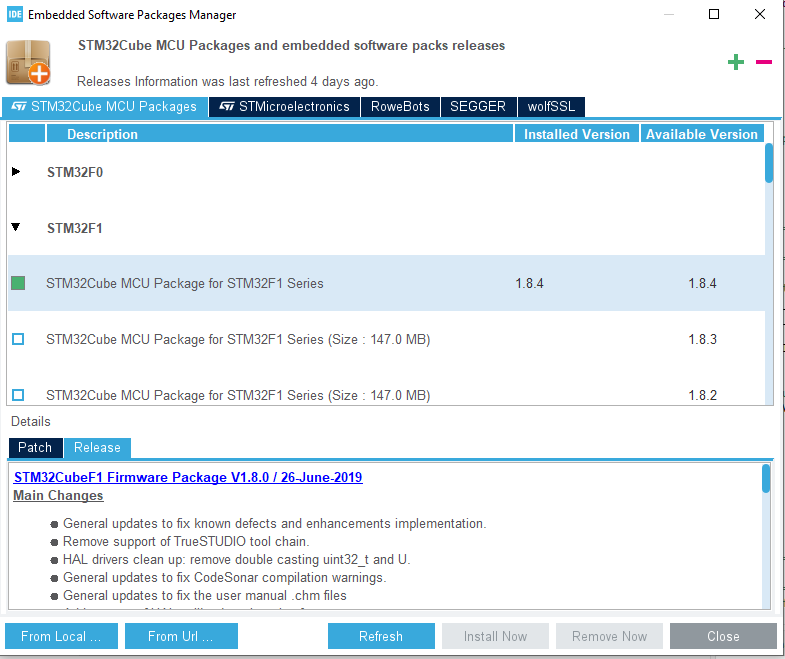 IDE Embedded Software Packages Manager
STM32Cube MCU Packages and embedded software packs releases
Releases Information was last refreshed 4 days ago.
STM32Cube MCU Packages STMicroelectronics RoweBots SEGGER wolfSSL
Description Installed Version Available Version
STM32F0
STM32F1
STM32Cube MCU Package for STM32F1 Series 1.8.4 1.8.4
STM32Cube MCU Package for STM32F1 Series (Size : 147.0 MB) 1.8.3
STM32Cube MCU Package for STM32F1 Series (Size : 147.0 MB) 1.8.2
Details
Patch Release
STM32CubeF1 Firmware Package V1.8.0 / 26-June-2019
Main Changes
General updates to fix known defects and enhancements implementation.
Remove support of TrueSTUDIO tool chain.
HAL drivers clean up: remove double casting uint32_t and U.
General updates to fix CodeSonar compilation warnings.
General updates to fix the user manual .chm files
From Local ... From Url ... Refresh Install Now Remove Now Close